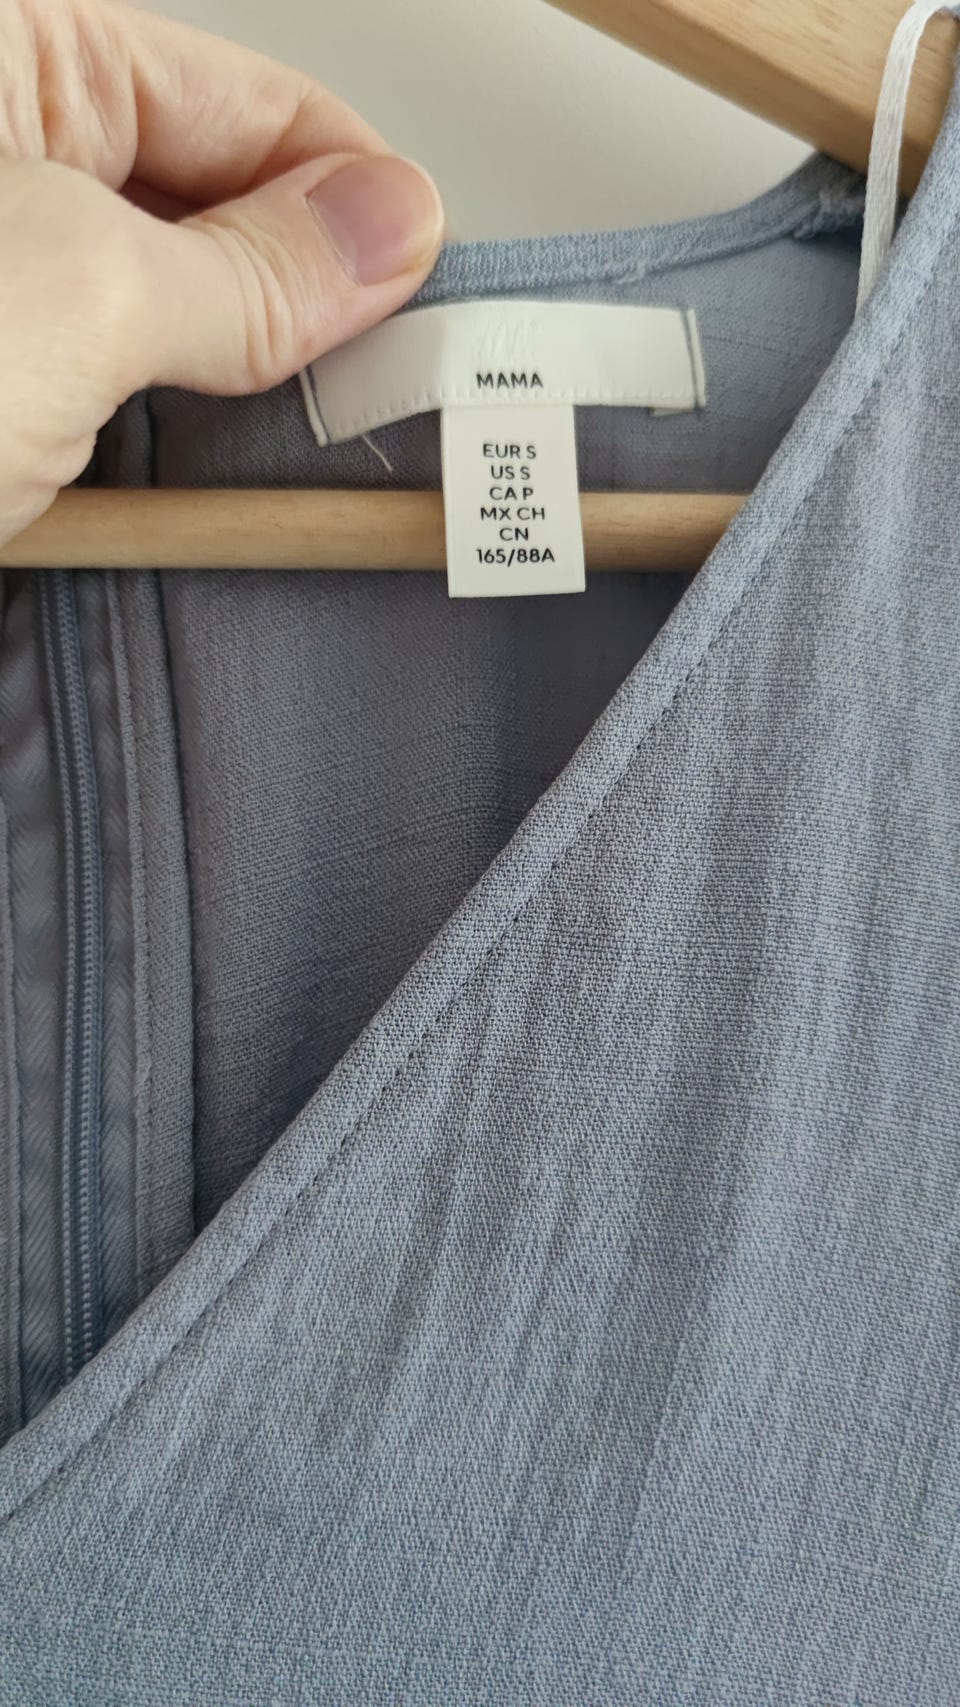 H&M
MAMA
EUR S
US S
CA P
MX CH
CN
165/88A